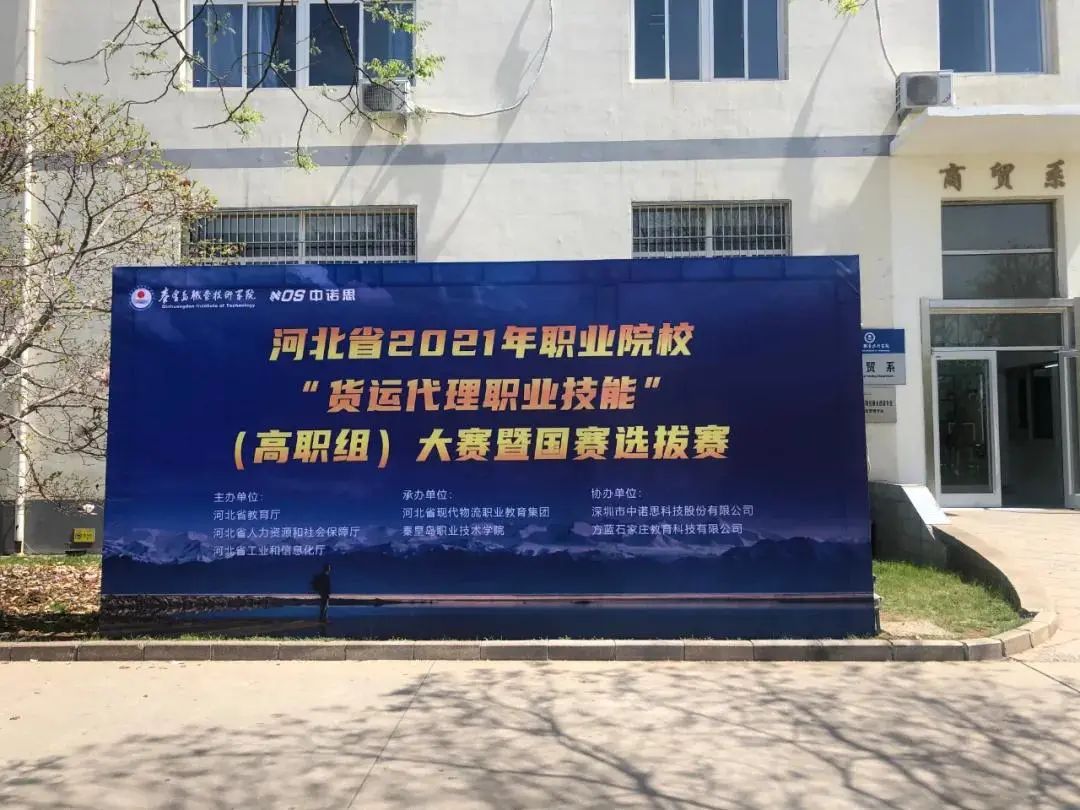 商贸系
秦皇岛职业技术学院
Qinhuangdao Institute of Technology
NOS 中诺思
河北省2021年职业院校
“货运代理职业技能”
（高职组）大赛暨国赛选拔赛
主办单位：
河北省教育厅
河北省人力资源和社会保障厅
河北省工业和信息化厅
承办单位：
河北省现代物流职业教育集团
秦皇岛职业技术学院
协办单位：
深圳市中诺思科技股份有限公司
方蓝石家庄教育科技有限公司
贸系